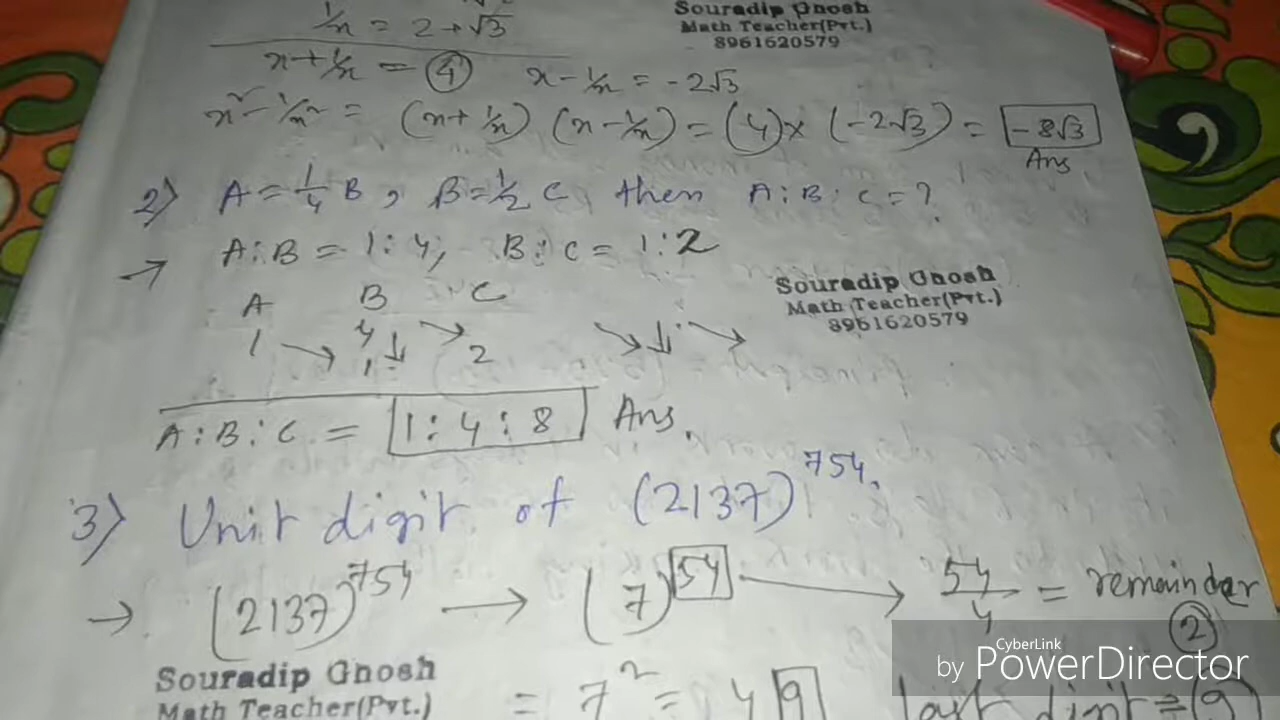 1/x = 2+√3
Souradip Ghosh
Math Teacher(Pvt.)
8961620579
x+1/x = 4 x-1/x = -2√3
x²-1/x² = (x+1/x) (x-1/x) = (4)x (-2√3) = -8√3
Ans
2) A=1/4 B, B=1/2 C, then A:B:C=?
→ A:B=1:4, B:C=1:2
Souradip Ghosh
Math Teacher(Pvt.)
8961620579
A B C
1 4
1 2
A:B:C = 1:4:8 Ans.
3) Unit digit of (2137)^754.
→ (2137)^754 → (7)^54 → 54/4 = remainder
2
Souradip Ghosh
Math Teacher(Pvt.)
= 7² = 49 last digit = 9
CyberLink
by PowerDirector